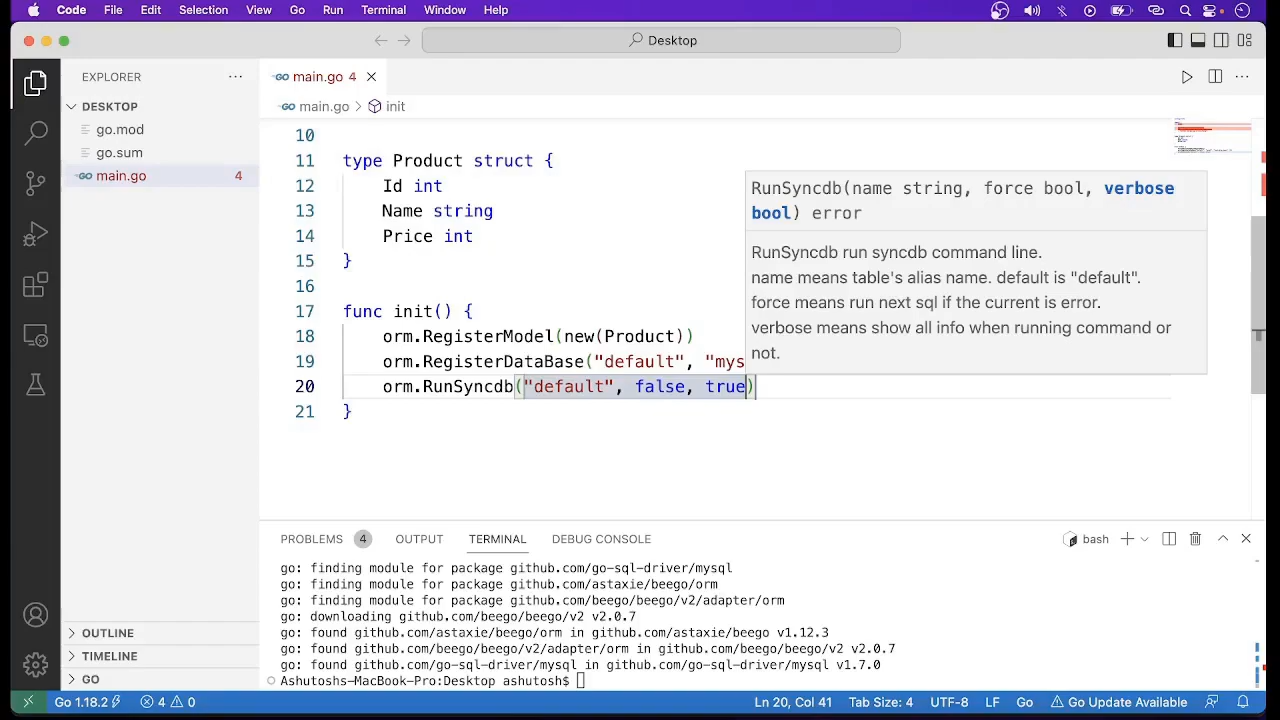 Code File Edit Selection View Go Run Terminal Window Help
Desktop
EXPLORER
DESKTOP
go.mod
go.sum
main.go 4
OUTLINE
TIMELINE
GO
main.go 4
main.go > init
10
11 type Product struct {
12 Id int
13 Name string
14 Price int
15 }
16
17 func init() {
18 orm.RegisterModel(new(Product))
19 orm.RegisterDataBase("default", "mys
20 orm.RunSyncdb("default", false, true)
21 }
RunSyncdb(name string, force bool, verbose
bool) error
RunSyncdb run syncdb command line.
name means table's alias name. default is "default".
force means run next sql if the current is error.
verbose means show all info when running command or
not.
PROBLEMS 4 OUTPUT TERMINAL DEBUG CONSOLE
bash
go: finding module for package github.com/go-sql-driver/mysql
go: finding module for package github.com/astaxie/beego/orm
go: finding module for package github.com/beego/beego/v2/adapter/orm
go: downloading github.com/beego/beego/v2 v2.0.7
go: found github.com/astaxie/beego/orm in github.com/astaxie/beego v1.12.3
go: found github.com/beego/beego/v2/adapter/orm in github.com/beego/beego/v2 v2.0.7
go: found github.com/go-sql-driver/mysql in github.com/go-sql-driver/mysql v1.7.0
Ashutoshs-MacBook-Pro:Desktop ashutosh$
Go 1.18.2 4 0 Ln 20, Col 41 Tab Size: 4 UTF-8 LF Go Go Update Available